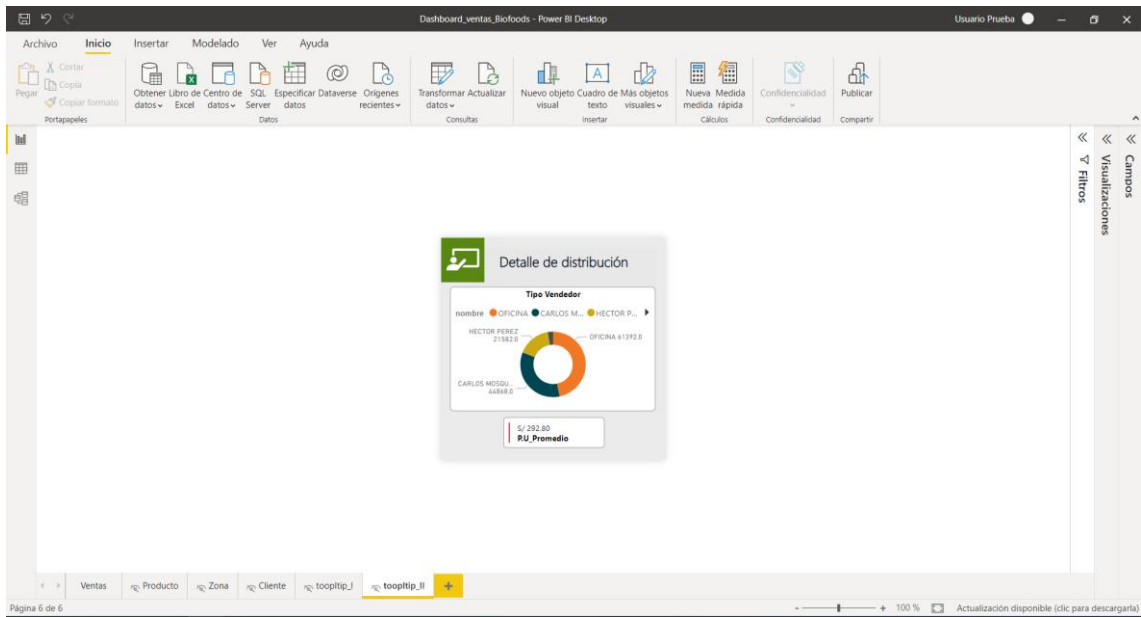 Dashboard_ventas_Biofoods - Power BI Desktop
Usuario Prueba
Archivo Inicio Insertar Modelado Ver Ayuda
Pegar
Cortar
Copia
Copiar formato
Portapapeles
Obtener datos
Libro de Excel
Centro de datos
SQL Server
Especificar datos
Dataverse
Orígenes recientes
Datos
Transformar datos
Actualizar
Consultas
Nuevo objeto visual
Cuadro de texto
Más objetos visuales
Insertar
Nueva medida
Medida rápida
Cálculos
Confidencialidad
Confidencialidad
Publicar
Compartir
Filtros
Visualizaciones
Campos
Detalle de distribución
Tipo Vendedor
nombre OFICINA CARLOS M... HECTOR P...
HECTOR PEREZ
21582.0
OFICINA 61392.0
CARLOS MOSQU...
S/ 292.80
P.U_Promedio
Ventas Producto Zona Cliente toopltip_I toopltip_II +
Página 6 de 6
- + 100 % Actualización disponible (clic para descargarla)